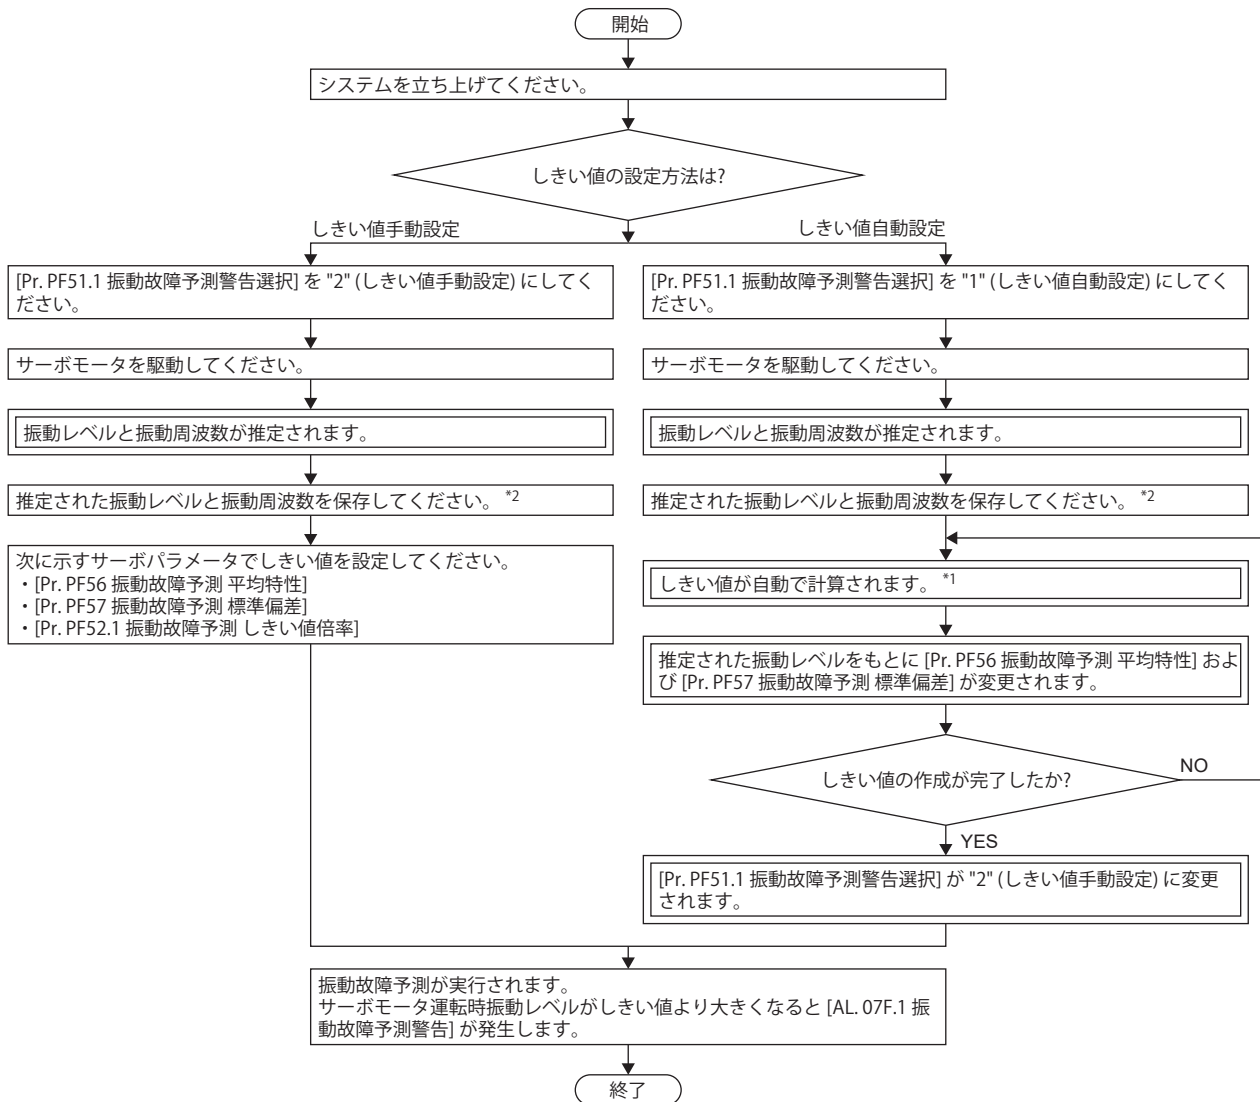 開始
システムを立ち上げてください。
しきい値の設定方法は?
しきい値手動設定
しきい値自動設定
[Pr. PF51.1 振動故障予測警告選択] を "2" (しきい値手動設定) にしてく
ださい。
サーボモータを駆動してください。
振動レベルと振動周波数が推定されます。
推定された振動レベルと振動周波数を保存してください。 *2
次に示すサーボパラメータでしきい値を設定してください。
・[Pr. PF56 振動故障予測 平均特性]
・[Pr. PF57 振動故障予測 標準偏差]
・[Pr. PF52.1 振動故障予測 しきい値倍率]
[Pr. PF51.1 振動故障予測警告選択] を "1" (しきい値自動設定) にしてく
ださい。
サーボモータを駆動してください。
振動レベルと振動周波数が推定されます。
推定された振動レベルと振動周波数を保存してください。 *2
しきい値が自動で計算されます。 *1
推定された振動レベルをもとに [Pr. PF56 振動故障予測 平均特性] およ
び [Pr. PF57 振動故障予測 標準偏差] が変更されます。
しきい値の作成が完了したか?
NO
YES
[Pr. PF51.1 振動故障予測警告選択] が "2" (しきい値手動設定) に変更
されます。
振動故障予測が実行されます。
サーボモータ運転時振動レベルがしきい値より大きくなると [AL. 07F.1 振
動故障予測警告] が発生します。
終了